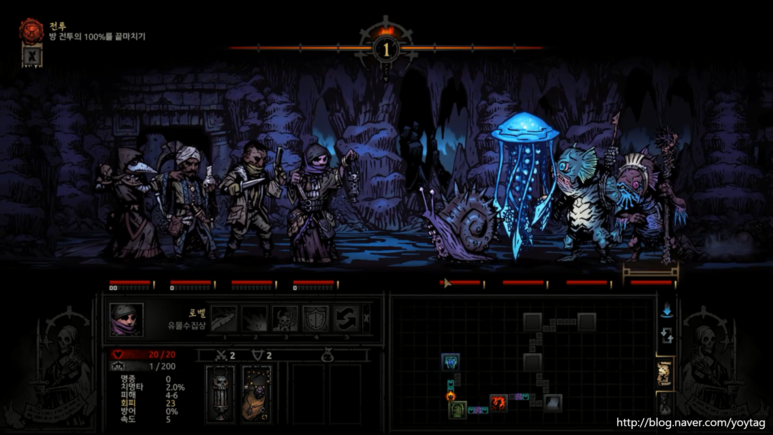 전투
방 전투의 100%를 끝마치기
1
로벨
유물수집상
20 / 20
2
2
1 / 200
명중 0
치명타 2.0%
피해 4-6
회피 23
방어 0%
속도 5
http://blog.naver.com/yoytag